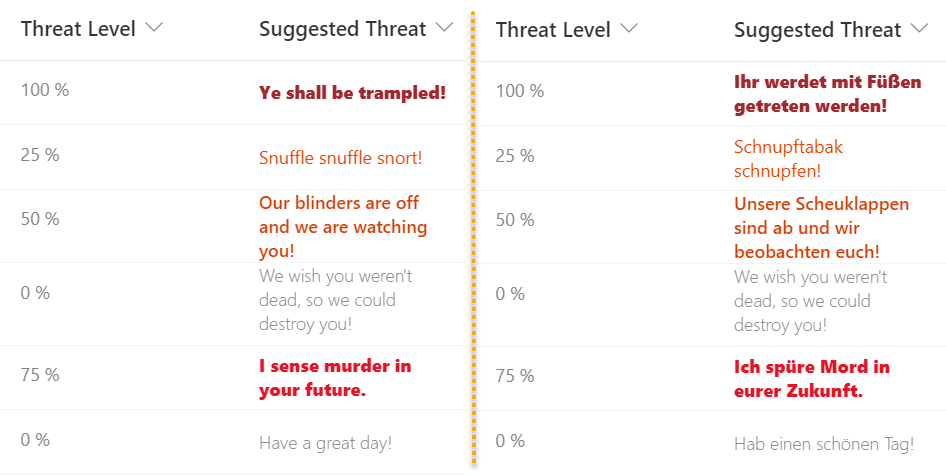 Threat Level
Suggested Threat
100 %
Ye shall be trampled!
25 %
Snuffle snuffle snort!
50 %
Our blinders are off
and we are watching
you!
0 %
We wish you weren't
dead, so we could
destroy you!
75 %
I sense murder in
your future.
0 %
Have a great day!
Threat Level
Suggested Threat
100 %
Ihr werdet mit Füßen
getreten werden!
25 %
Schnupftabak
schnupfen!
50 %
Unsere Scheuklappen
sind ab und wir
beobachten euch!
0 %
We wish you weren't
dead, so we could
destroy you!
75 %
Ich spüre Mord in
eurer Zukunft.
0 %
Hab einen schönen Tag!